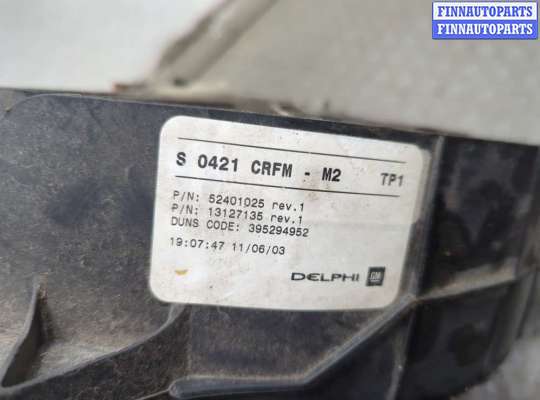 FINNAUTOPARTS
FINNAUTOPARTS
S 0421 CRFM - M2 TP1
P/N: 52401025 rev.1
P/N: 13127135 rev.1
DUNS CODE: 395294952
19:07:47 11/06/03
DELPHI GM